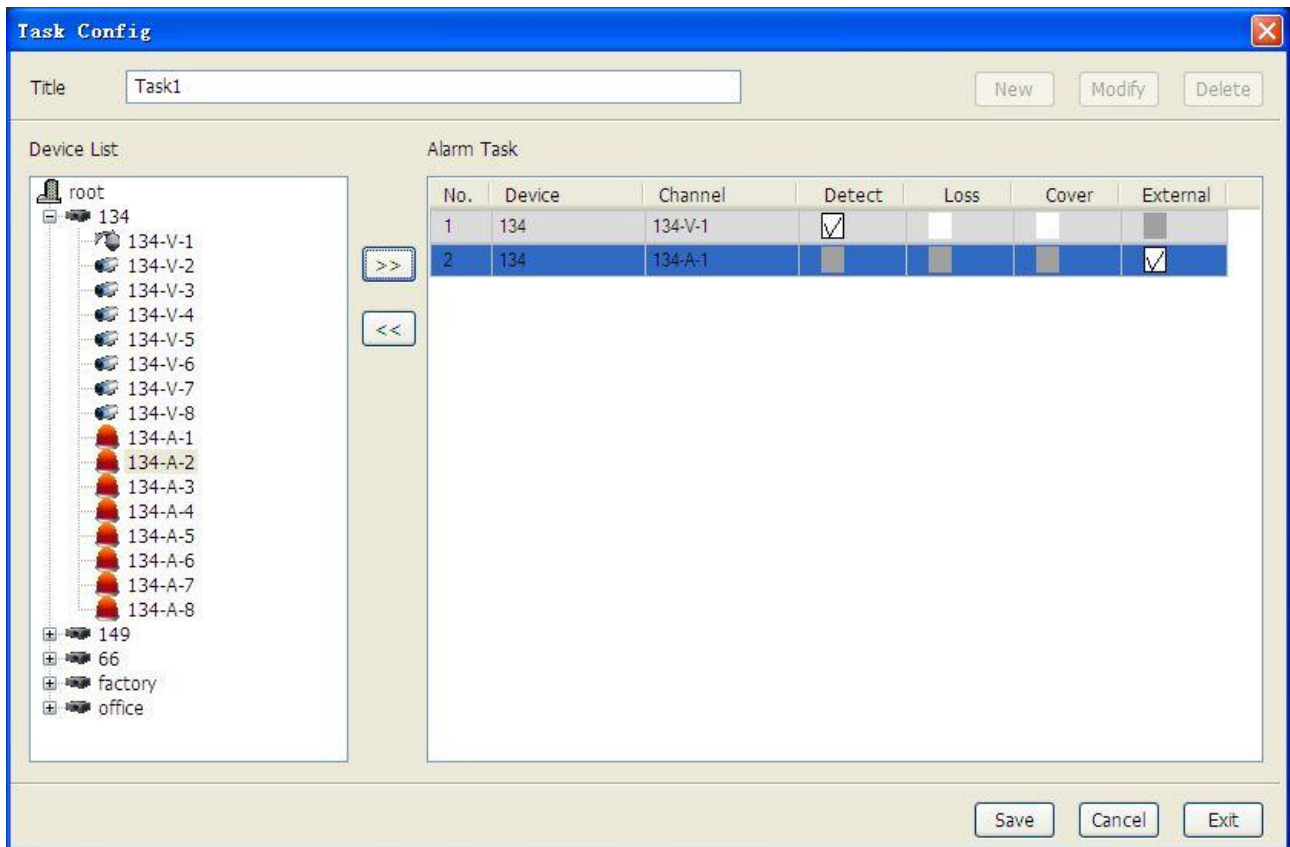 Task Config
Title Task1 New Modify Delete
Device List Alarm Task
root
134
134-V-1
134-V-2
134-V-3
134-V-4
134-V-5
134-V-6
134-V-7
134-V-8
134-A-1
134-A-2
134-A-3
134-A-4
134-A-5
134-A-6
134-A-7
134-A-8
149
66
factory
office
>>
<<
No. Device Channel Detect Loss Cover External
1 134 134-V-1
2 134 134-A-1
Save Cancel Exit